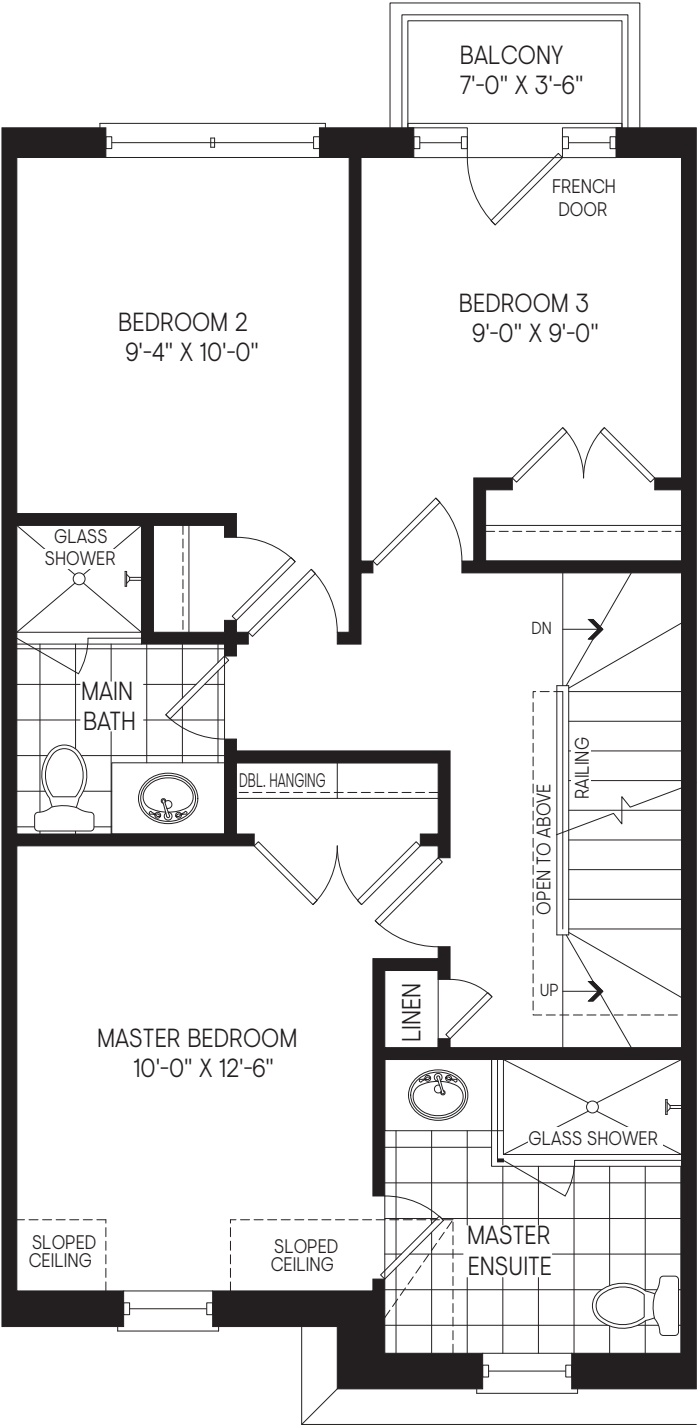 BALCONY
7'-0" X 3'-6"
FRENCH
DOOR
BEDROOM 2
9'-4" X 10'-0"
BEDROOM 3
9'-0" X 9'-0"
GLASS
SHOWER
DN
MAIN
BATH
RAILING
DBL. HANGING
OPEN TO ABOVE
UP
LINEN
MASTER BEDROOM
10'-0" X 12'-6"
GLASS SHOWER
SLOPED
CEILING
SLOPED
CEILING
MASTER
ENSUITE